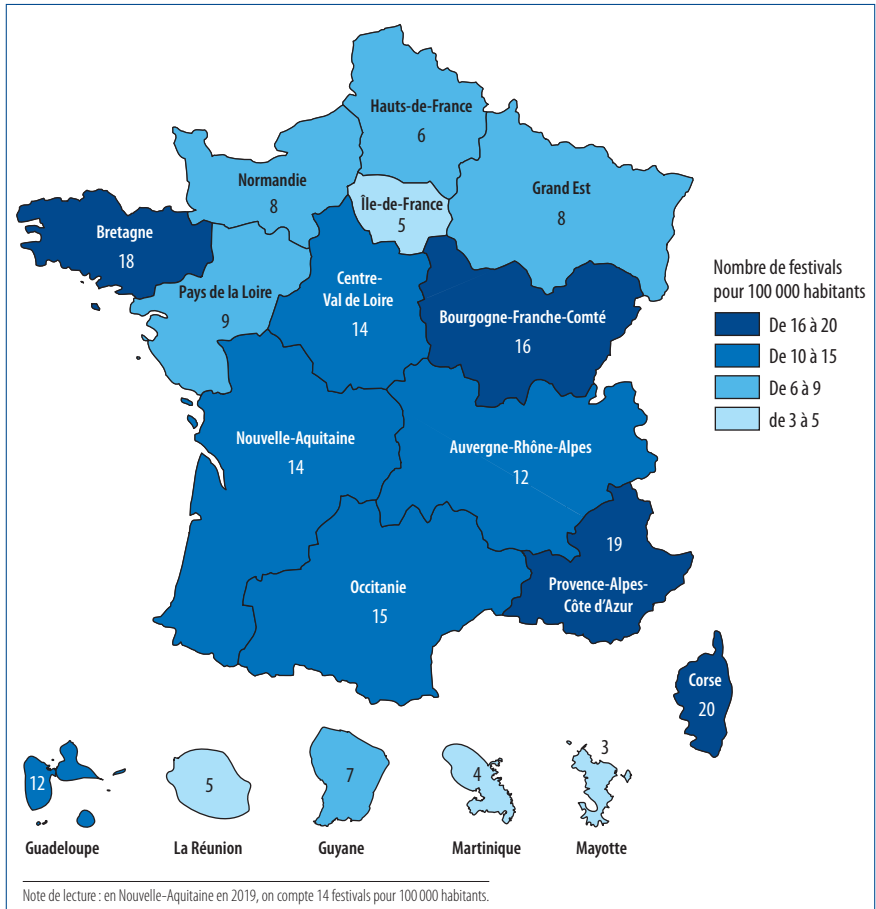 Hauts-de-France
6
Normandie
8
Île-de-France
5
Grand Est
8
Bretagne
18
Pays de la Loire
9
Centre-
Val de Loire
14
Bourgogne-Franche-Comté
16
Nombre de festivals
pour 100 000 habitants
De 16 à 20
De 10 à 15
De 6 à 9
de 3 à 5
Nouvelle-Aquitaine
14
Auvergne-Rhône-Alpes
12
19
Provence-Alpes-
Côte d'Azur
Occitanie
15
Corse
20
12
Guadeloupe
5
La Réunion
7
Guyane
4
Martinique
3
Mayotte
Note de lecture : en Nouvelle-Aquitaine en 2019, on compte 14 festivals pour 100 000 habitants.